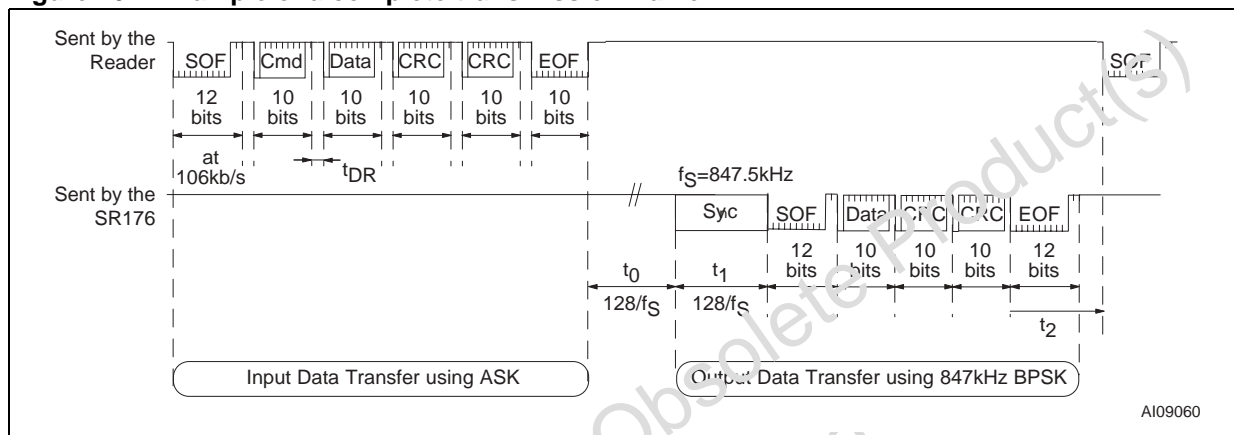 Sent by the Reader
SOF Cmd Data CRC CRC EOF SOF
12 bits 10 bits 10 bits 10 bits 10 bits 10 bits
at 106kb/s
tDR
fS=847.5kHz
Sent by the SR176
Sync SOF Data CRC CRC EOF
12 bits 10 bits 10 bits 10 bits 12 bits
t0 t1
128/fS 128/fS
t2
Input Data Transfer using ASK
Output Data Transfer using 847kHz BPSK
AI09060
Obsolete Product(s)